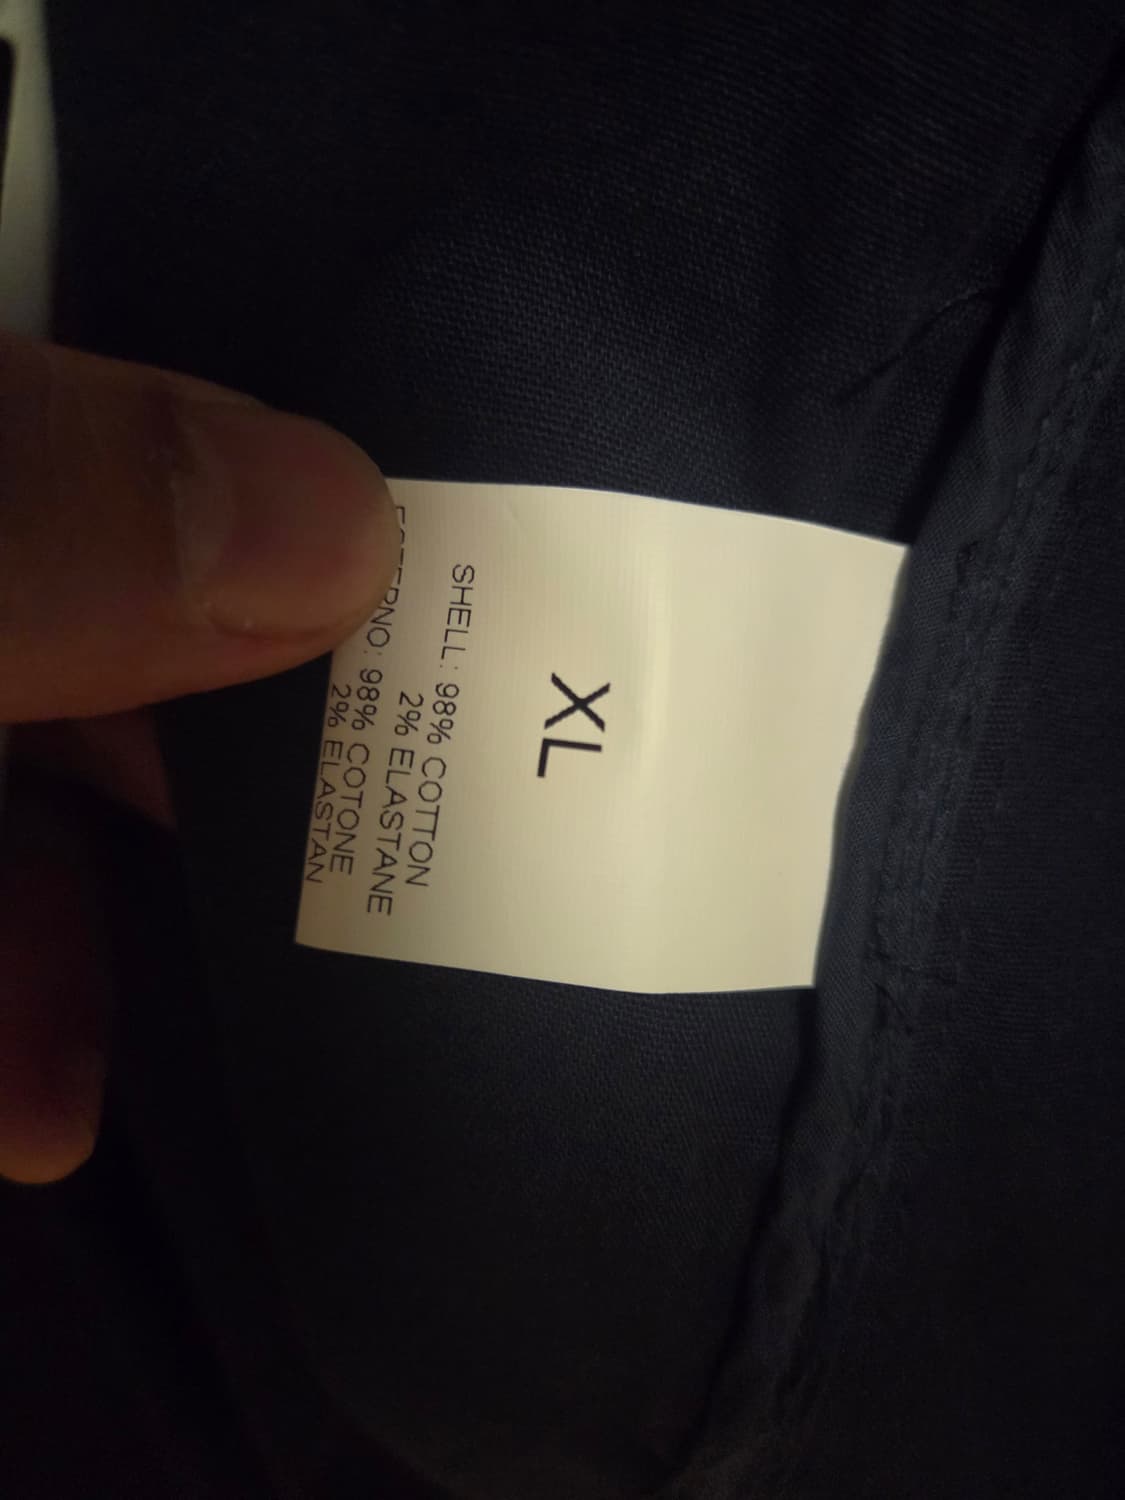 XL
SHELL: 98% COTTON
2% ELASTANE
98% COTONE
2% ELASTAN